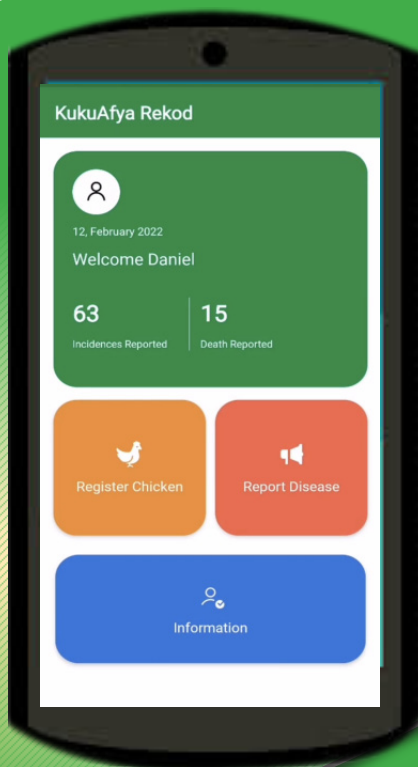 KukuAfya Rekod
12, February 2022
Welcome Daniel
63
15
Incidences Reported
Death Reported
Register Chicken
Report Disease
Information